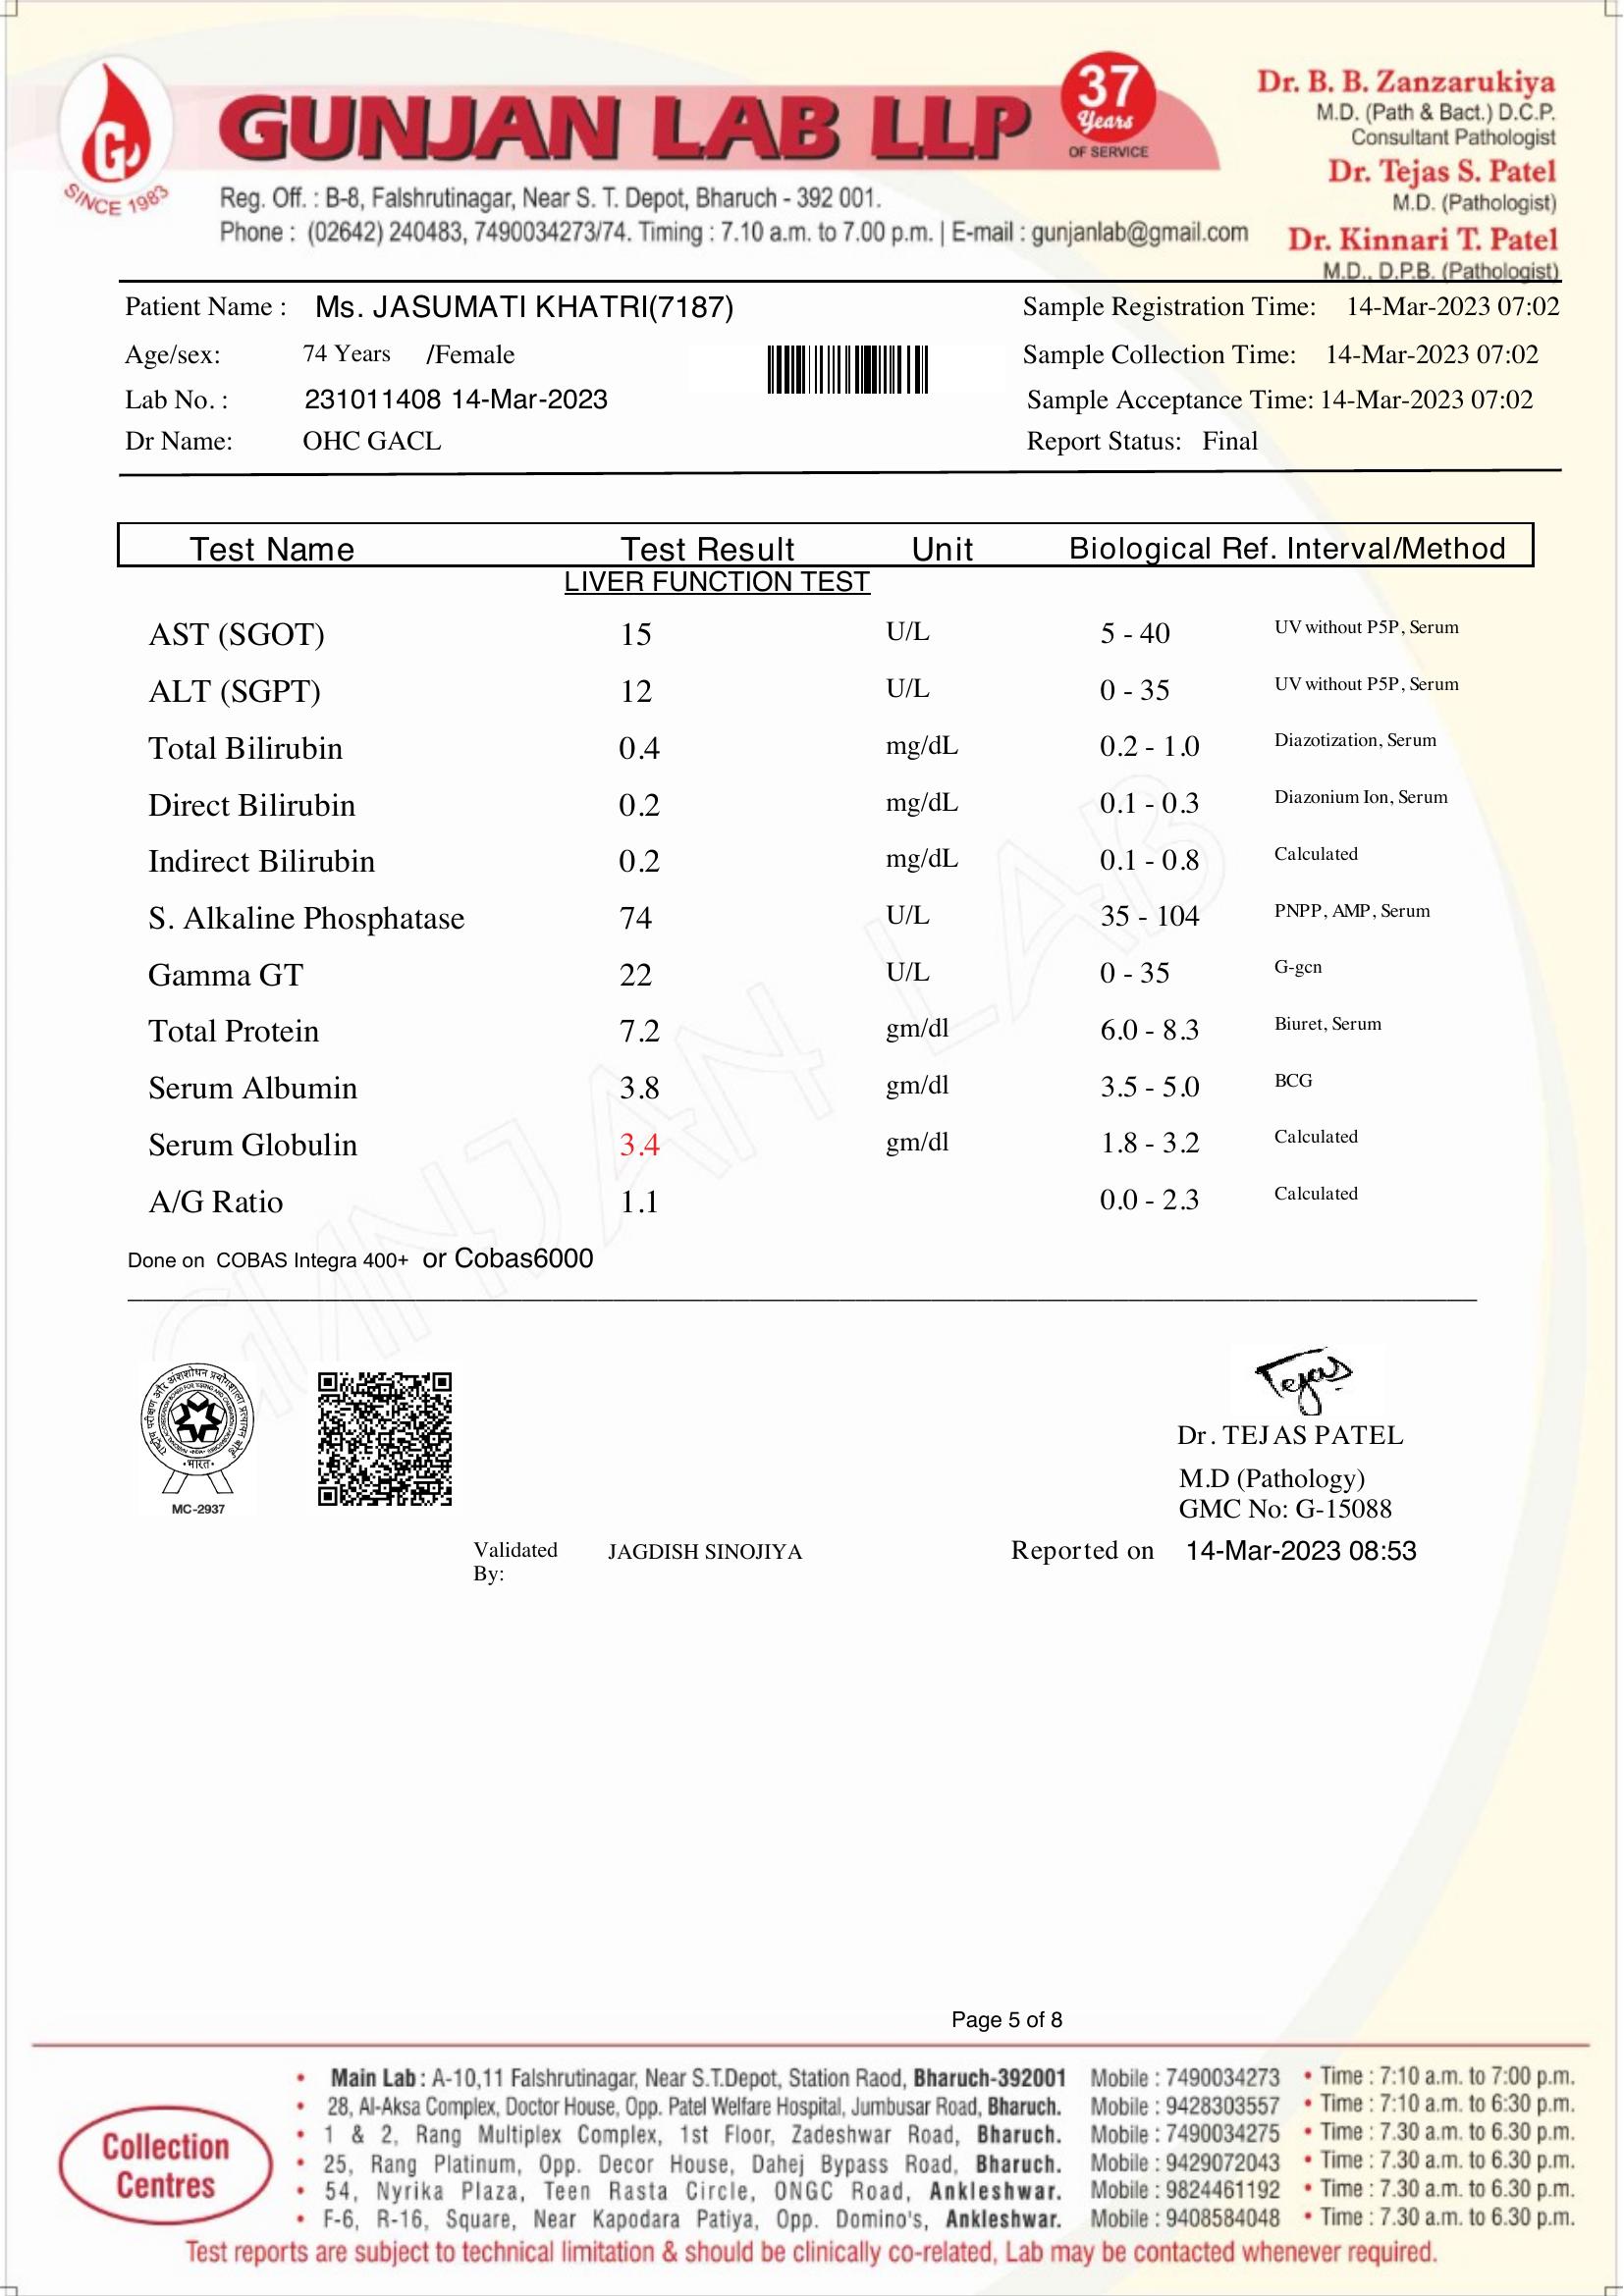 GUNJAN LAB LLP
37
Years
OF SERVICE
G
SINCE 1983
Reg. Off. : B-8, Falshrutinagar, Near S. T. Depot, Bharuch - 392 001.
Phone : (02642) 240483, 7490034273/74. Timing : 7.10 a.m. to 7.00 p.m. | E-mail : gunjanlab@gmail.com
Dr. B. B. Zanzarukiya
M.D. (Path & Bact.) D.C.P.
Consultant Pathologist
Dr. Tejas S. Patel
M.D. (Pathologist)
Dr. Kinnari T. Patel
M.D., D.P.B. (Pathologist)
Patient Name : Ms. JASUMATI KHATRI(7187) Sample Registration Time: 14-Mar-2023 07:02
Age/sex: 74 Years /Female Sample Collection Time: 14-Mar-2023 07:02
Lab No. : 231011408 14-Mar-2023 Sample Acceptance Time: 14-Mar-2023 07:02
Dr Name: OHC GACL Report Status: Final
Test Name Test Result Unit Biological Ref. Interval/Method
LIVER FUNCTION TEST
AST (SGOT) 15 U/L 5 - 40 UV without P5P, Serum
ALT (SGPT) 12 U/L 0 - 35 UV without P5P, Serum
Total Bilirubin 0.4 mg/dL 0.2 - 1.0 Diazotization, Serum
Direct Bilirubin 0.2 mg/dL 0.1 - 0.3 Diazonium Ion, Serum
Indirect Bilirubin 0.2 mg/dL 0.1 - 0.8 Calculated
S. Alkaline Phosphatase 74 U/L 35 - 104 PNPP, AMP, Serum
Gamma GT 22 U/L 0 - 35 G-gcn
Total Protein 7.2 gm/dl 6.0 - 8.3 Biuret, Serum
Serum Albumin 3.8 gm/dl 3.5 - 5.0 BCG
Serum Globulin 3.4 gm/dl 1.8 - 3.2 Calculated
A/G Ratio 1.1 0.0 - 2.3 Calculated
Done on COBAS Integra 400+ or Cobas6000
GUNJAN LAB
राष्ट्रीय परीक्षण और अंशशोधन प्रयोगशाला प्रत्यायन बोर्ड
भारत
MC-2937
Tejas
Dr. TEJAS PATEL
M.D (Pathology)
GMC No: G-15088
Validated By: JAGDISH SINOJIYA Reported on 14-Mar-2023 08:53
Page 5 of 8
Collection
Centres
• Main Lab : A-10,11 Falshrutinagar, Near S.T.Depot, Station Raod, Bharuch-392001 Mobile : 7490034273 • Time : 7:10 a.m. to 7:00 p.m.
• 28, Al-Aksa Complex, Doctor House, Opp. Patel Welfare Hospital, Jumbusar Road, Bharuch. Mobile : 9428303557 • Time : 7:10 a.m. to 6:30 p.m.
• 1 & 2, Rang Multiplex Complex, 1st Floor, Zadeshwar Road, Bharuch. Mobile : 7490034275 • Time : 7.30 a.m. to 6.30 p.m.
• 25, Rang Platinum, Opp. Decor House, Dahej Bypass Road, Bharuch. Mobile : 9429072043 • Time : 7.30 a.m. to 6.30 p.m.
• 54, Nyrika Plaza, Teen Rasta Circle, ONGC Road, Ankleshwar. Mobile : 9824461192 • Time : 7.30 a.m. to 6.30 p.m.
• F-6, R-16, Square, Near Kapodara Patiya, Opp. Domino's, Ankleshwar. Mobile : 9408584048 • Time : 7.30 a.m. to 6.30 p.m.
Test reports are subject to technical limitation & should be clinically co-related, Lab may be contacted whenever required.